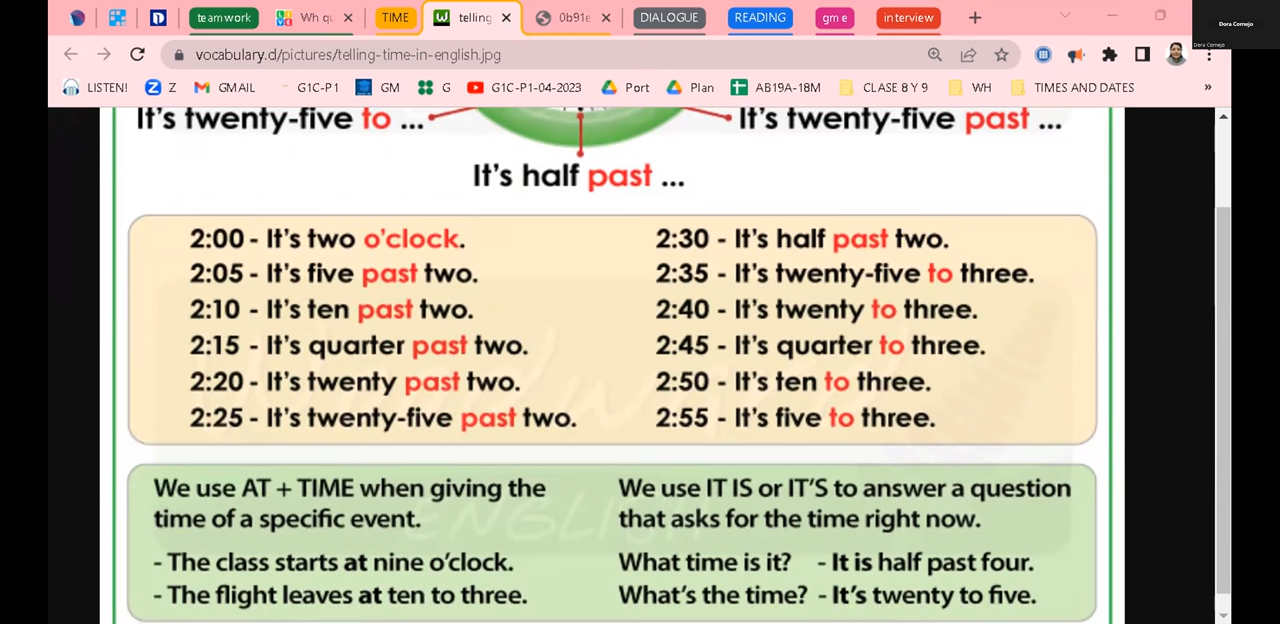 teamwork
Wh qu
TIME
telling
0b91e
DIALOGUE
READING
gm e
interview
Dora Cornejo
Dora Cornejo
vocabulary.cl/pictures/telling-time-in-english.jpg
LISTEN! Z GMAIL G1C-P1 GM G G1C-P1-04-2023 Port Plan AB19A-18M CLASE 8 Y 9 WH TIMES AND DATES »
It's twenty-five to ... It's twenty-five past ...
It's half past ...
2:00 - It's two o'clock. 2:30 - It's half past two.
2:05 - It's five past two. 2:35 - It's twenty-five to three.
2:10 - It's ten past two. 2:40 - It's twenty to three.
2:15 - It's quarter past two. 2:45 - It's quarter to three.
2:20 - It's twenty past two. 2:50 - It's ten to three.
2:25 - It's twenty-five past two. 2:55 - It's five to three.
We use AT + TIME when giving the
time of a specific event.
- The class starts at nine o'clock.
- The flight leaves at ten to three.
We use IT IS or IT'S to answer a question
that asks for the time right now.
What time is it? - It is half past four.
What's the time? - It's twenty to five.